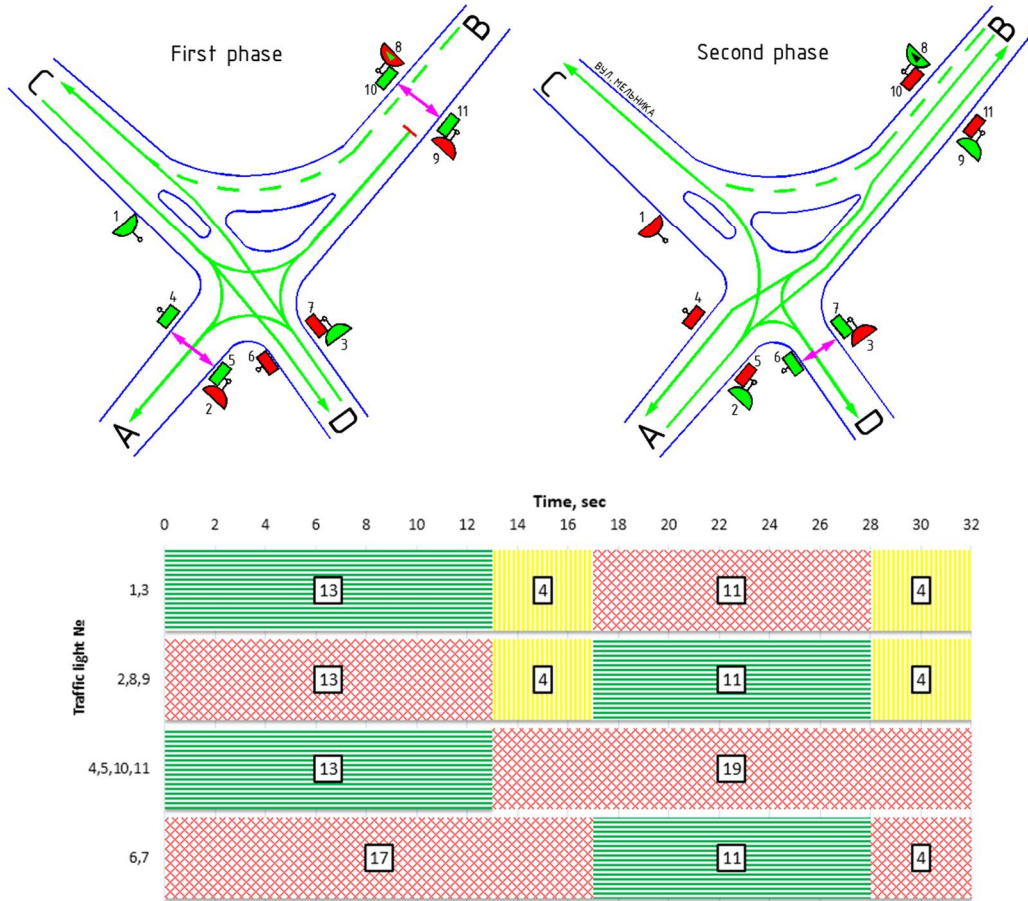 First phase
Second phase
C
B
8
10
11
9
1
4
7
3
5
6
2
A
D
C
ВУЛ. МЕЛЬНИКА
B
8
10
11
9
1
4
7
3
5
6
2
A
D
Time, sec
0 2 4 6 8 10 12 14 16 18 20 22 24 26 28 30 32
Traffic light №
1,3 13 4 11 4
2,8,9 13 4 11 4
4,5,10,11 13 19
6,7 17 11 4